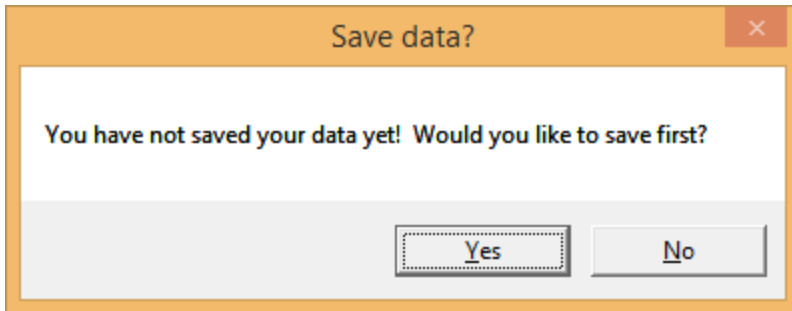 Save data?
You have not saved your data yet!  Would you like to save first?
Yes
No